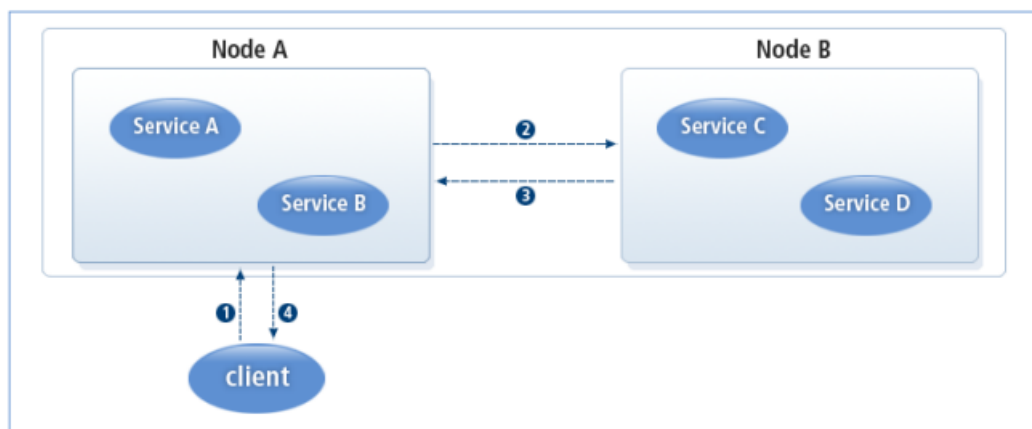 Node A
Node B
Service A
Service C
2
Service B
3
Service D
1
4
client